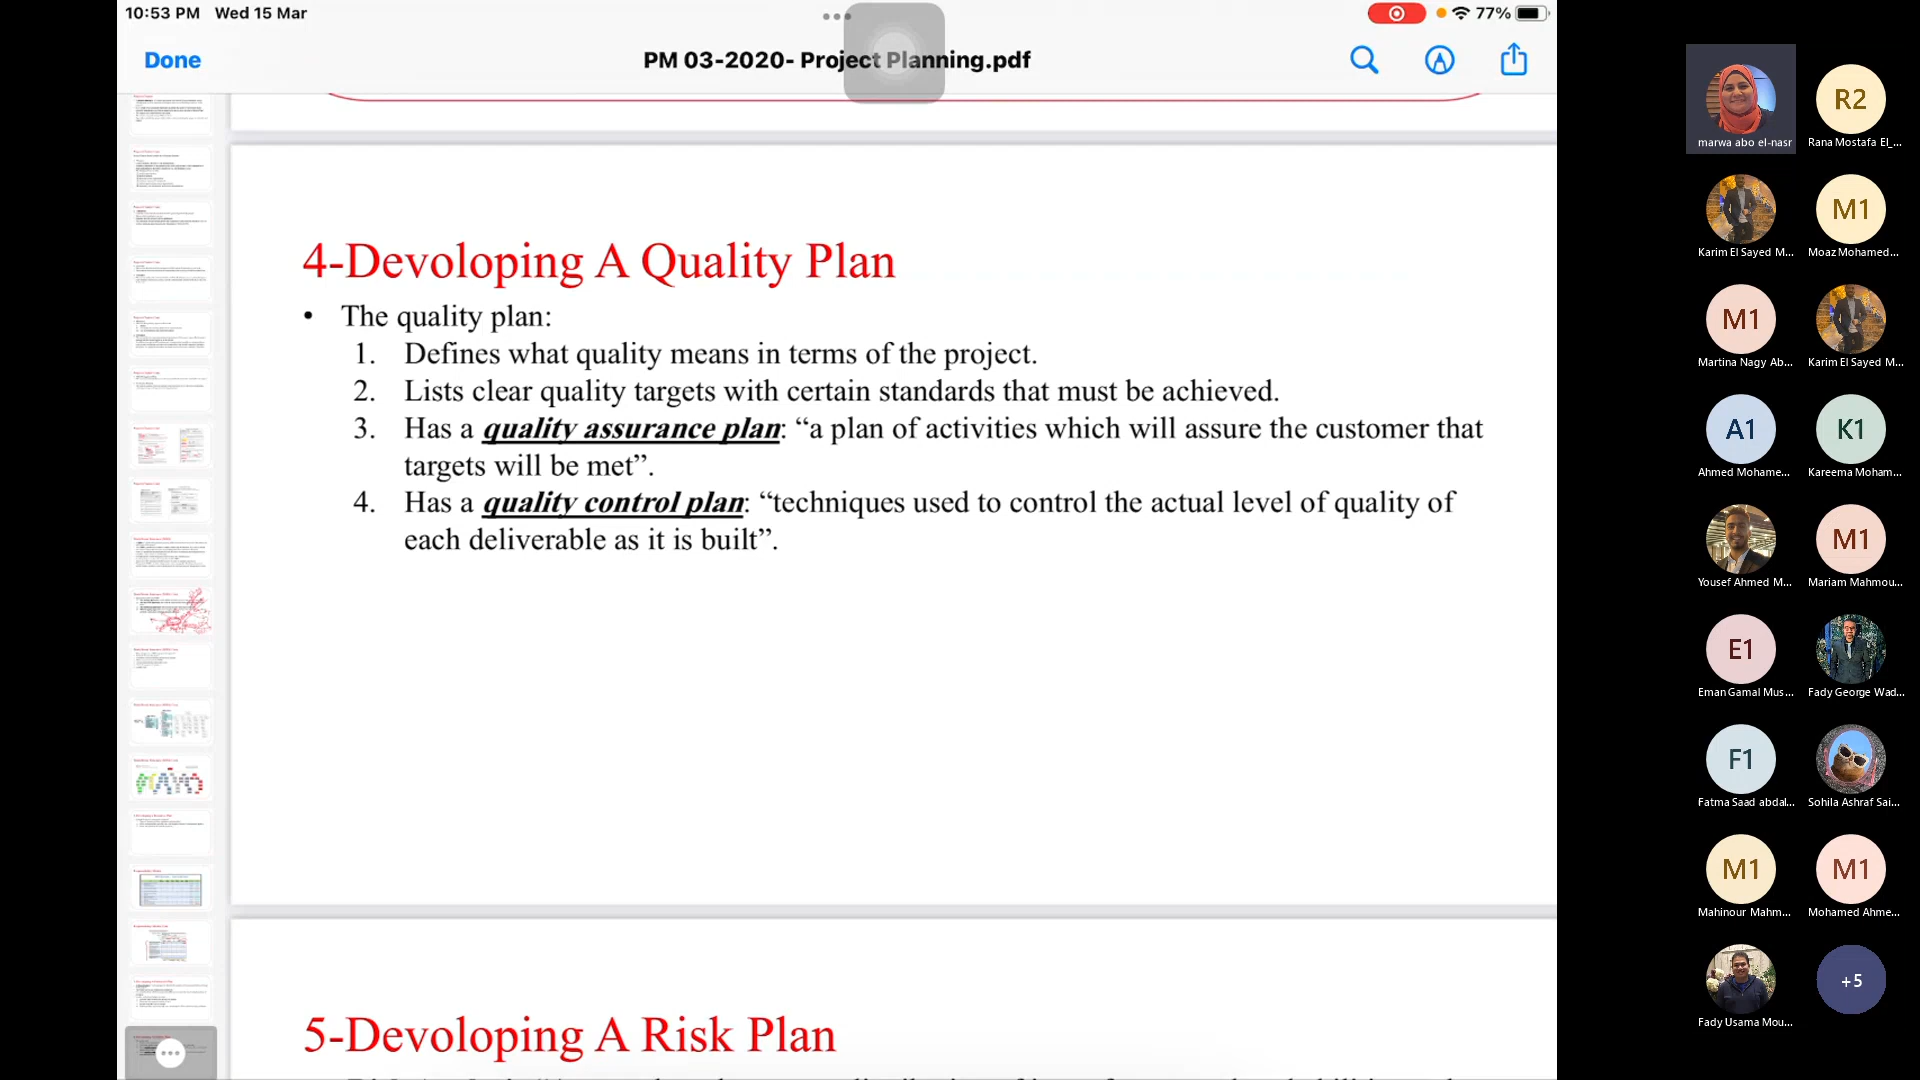 10:53 PM Wed 15 Mar
77%
Done
PM 03-2020- Project Planning.pdf
4-Devoloping A Quality Plan
• The quality plan:
1. Defines what quality means in terms of the project.
2. Lists clear quality targets with certain standards that must be achieved.
3. Has a quality assurance plan: “a plan of activities which will assure the customer that
targets will be met”.
4. Has a quality control plan: “techniques used to control the actual level of quality of
each deliverable as it is built”.
5-Devoloping A Risk Plan
marwa abo el-nasr
R2
Rana Mostafa El_...
Karim El Sayed M...
M1
Moaz Mohamed...
M1
Martina Nagy Ab...
Karim El Sayed M...
A1
Ahmed Mohame...
K1
Kareema Moham...
Yousef Ahmed M...
M1
Mariam Mahmou...
E1
Eman Gamal Mus...
Fady George Wad...
F1
Fatma Saad abdal...
Sohila Ashraf Sai...
M1
Mahinour Mahm...
M1
Mohamed Ahme...
Fady Usama Mou...
+5